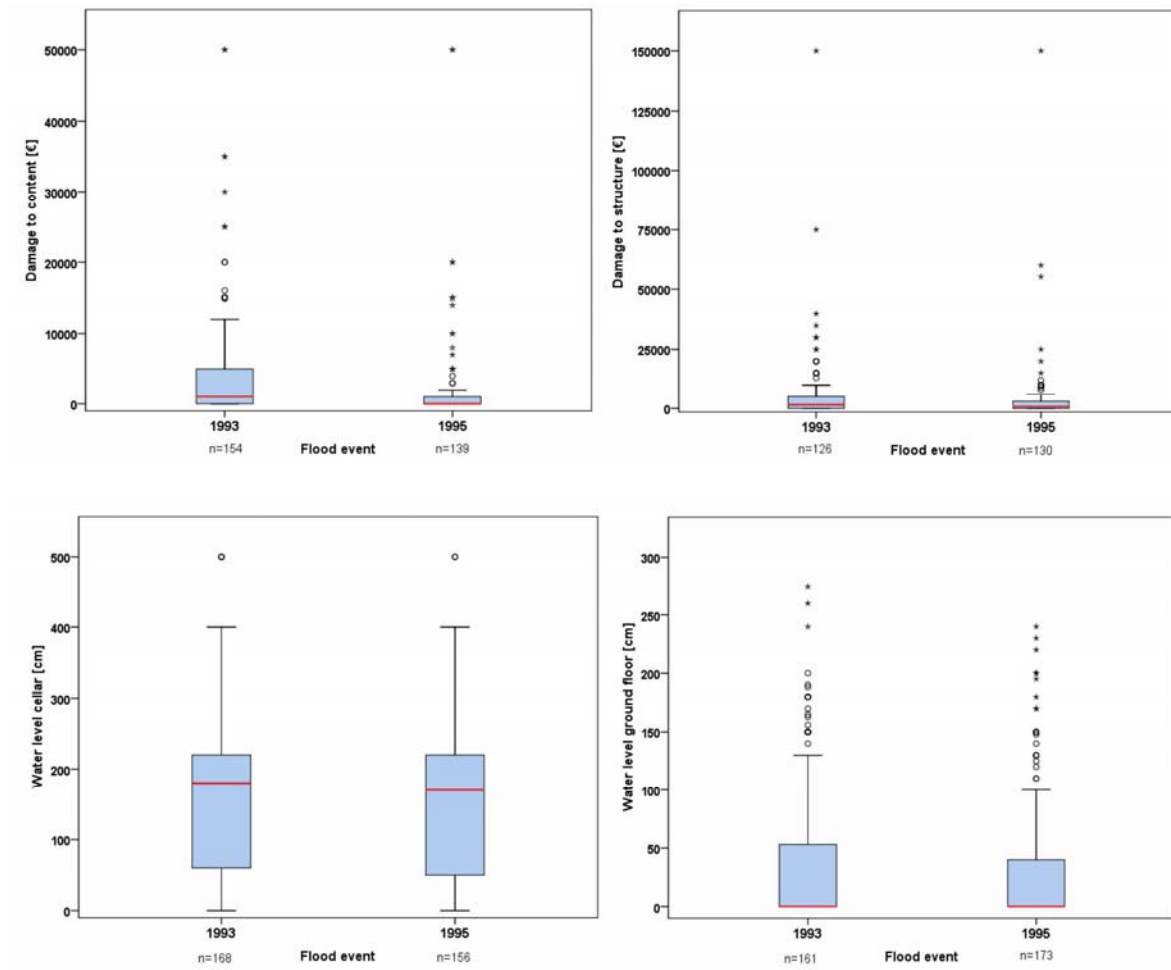 Damage to content [€]
50000
40000
30000
20000
10000
0
1993
1995
n=154
Flood event
n=139
Damage to structure [€]
150000
125000
100000
75000
50000
25000
0
1993
1995
n=126
Flood event
n=130
Water level cellar [cm]
500
400
300
200
100
0
1993
1995
n=168
Flood event
n=156
Water level ground floor [cm]
300
250
200
150
100
50
0
1993
1995
n=161
Flood event
n=173